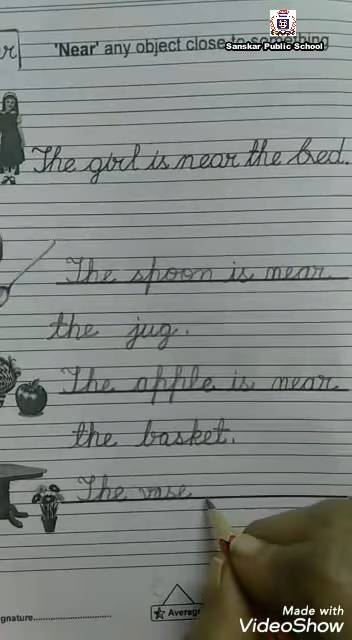 Sanskar Public School
'Near' any object close to something
The girl is near the bed.
The spoon is near
the jug.
The apple is near
the basket.
The vase
gnature
Average
Made with
VideoShow